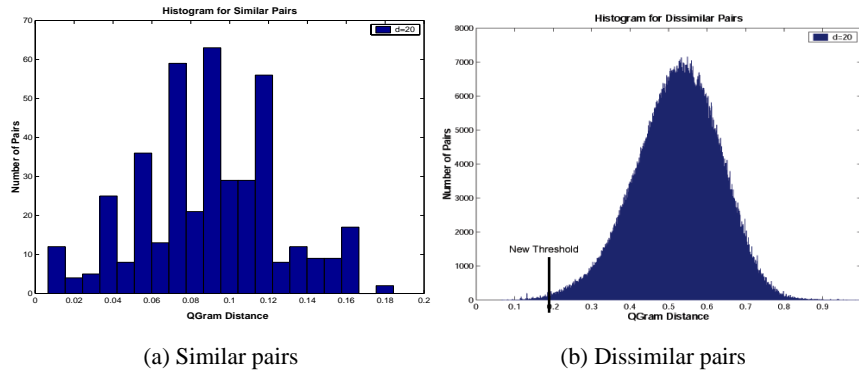 Histogram for Similar Pairs
d=20
70
60
50
40
30
20
10
0
Number of Pairs
0 0.02 0.04 0.06 0.08 0.1 0.12 0.14 0.16 0.18 0.2
QGram Distance
(a) Similar pairs
Histogram for Dissimilar Pairs
d=20
8000
7000
6000
5000
4000
3000
2000
1000
0
Number of Pairs
New Threshold
0 0.1 0.2 0.3 0.4 0.5 0.6 0.7 0.8 0.9
QGram Distance
(b) Dissimilar pairs